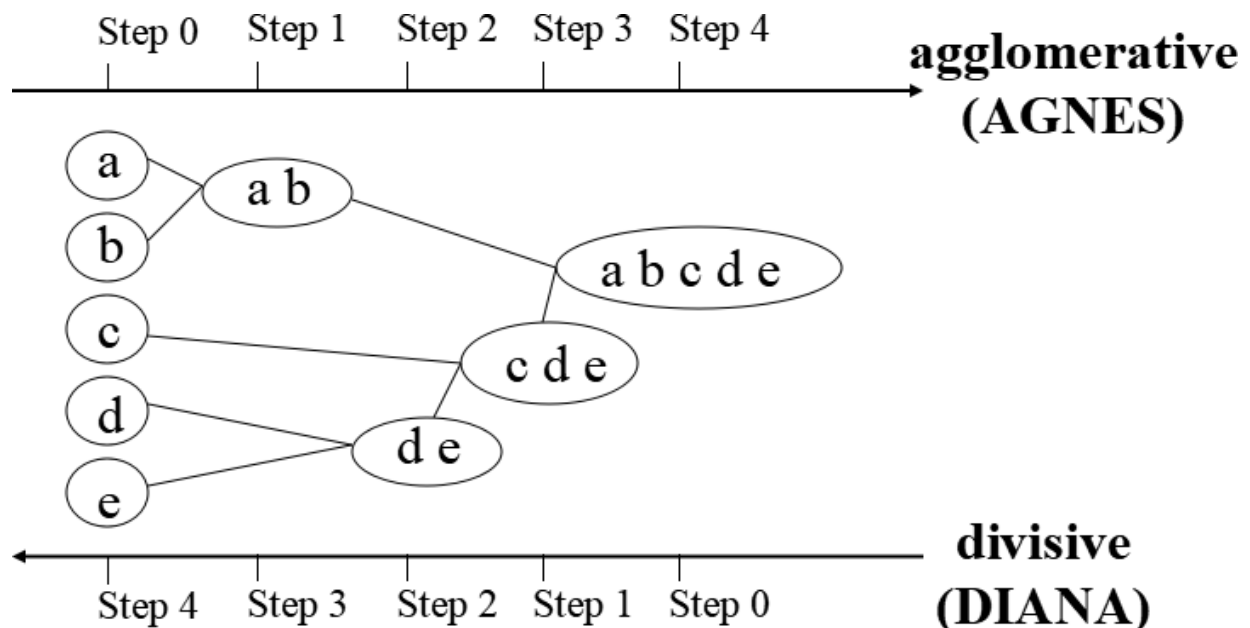 Step 0 Step 1 Step 2 Step 3 Step 4
agglomerative
(AGNES)
a
a b
b
a b c d e
c
c d e
d
d e
e
divisive
(DIANA)
Step 4 Step 3 Step 2 Step 1 Step 0